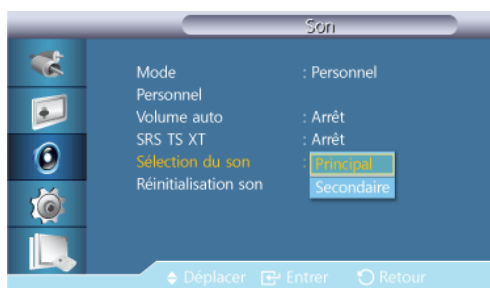 Son
Mode : Personnel
Personnel
Volume auto : Arrêt
SRS TS XT : Arrêt
Sélection du son : Principal
Réinitialisation son Secondaire
Déplacer Entrer Retour